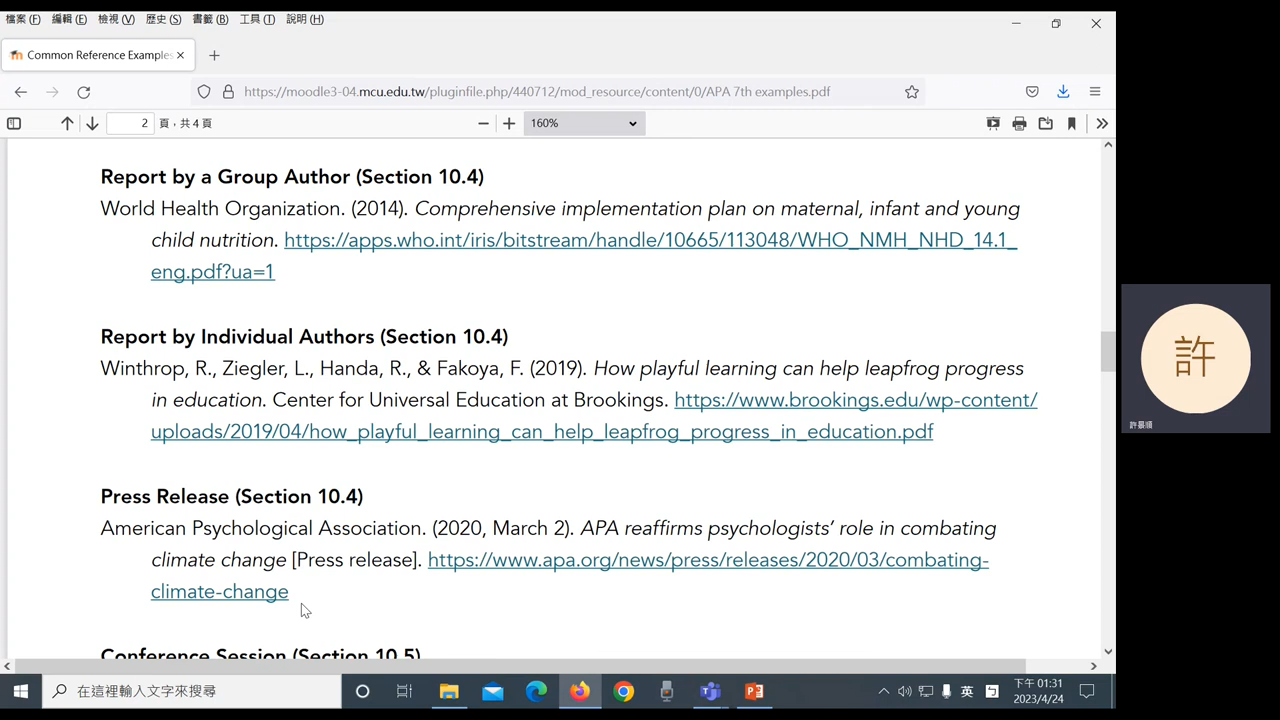 檔案(F) 編輯(E) 檢視(V) 歷史(S) 書籤(B) 工具(T) 說明(H)
Common Reference Examples
https://moodle3-04.mcu.edu.tw/pluginfile.php/440712/mod_resource/content/0/APA 7th examples.pdf
2 頁，共 4 頁 160%
Report by a Group Author (Section 10.4)
World Health Organization. (2014). Comprehensive implementation plan on maternal, infant and young
child nutrition. https://apps.who.int/iris/bitstream/handle/10665/113048/WHO_NMH_NHD_14.1_
eng.pdf?ua=1
Report by Individual Authors (Section 10.4)
Winthrop, R., Ziegler, L., Handa, R., & Fakoya, F. (2019). How playful learning can help leapfrog progress
in education. Center for Universal Education at Brookings. https://www.brookings.edu/wp-content/
uploads/2019/04/how_playful_learning_can_help_leapfrog_progress_in_education.pdf
Press Release (Section 10.4)
American Psychological Association. (2020, March 2). APA reaffirms psychologists’ role in combating
climate change [Press release]. https://www.apa.org/news/press/releases/2020/03/combating-
climate-change
Conference Session (Section 10.5)
許
許景順
在這裡輸入文字來搜尋
英
下午 01:31
2023/4/24